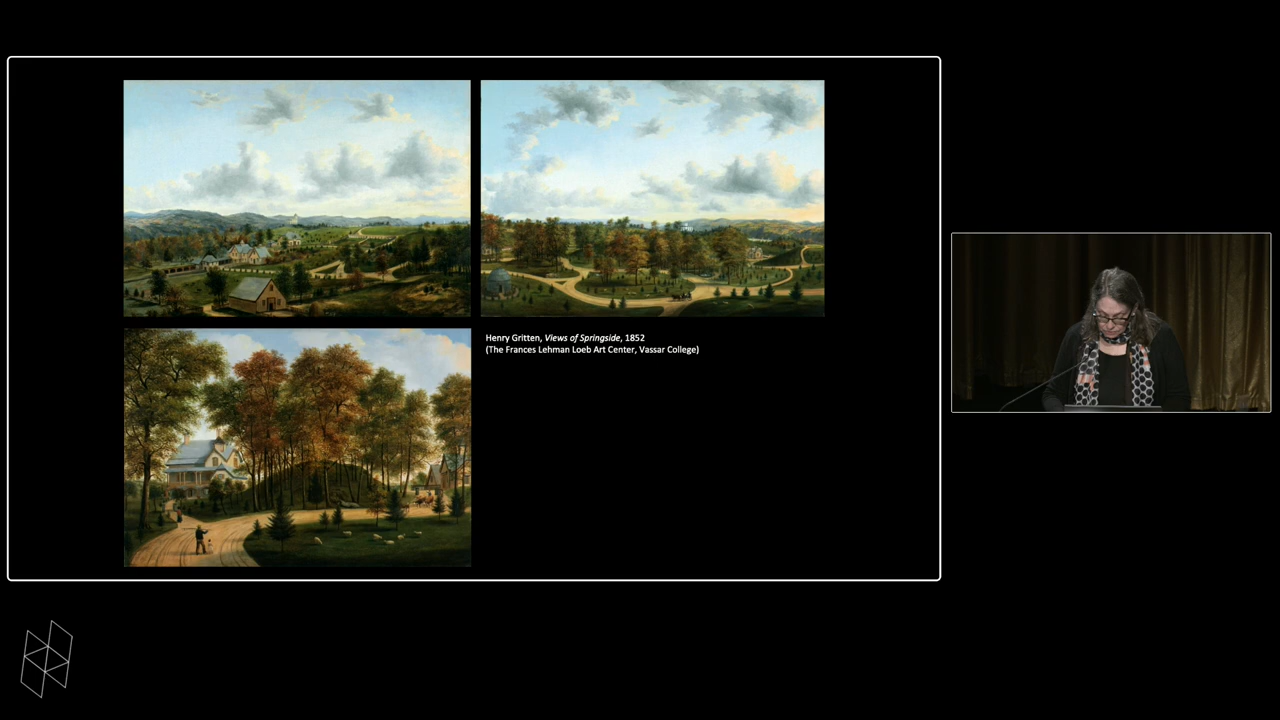 Henry Gritten, Views of Springside, 1852
(The Frances Lehman Loeb Art Center, Vassar College)